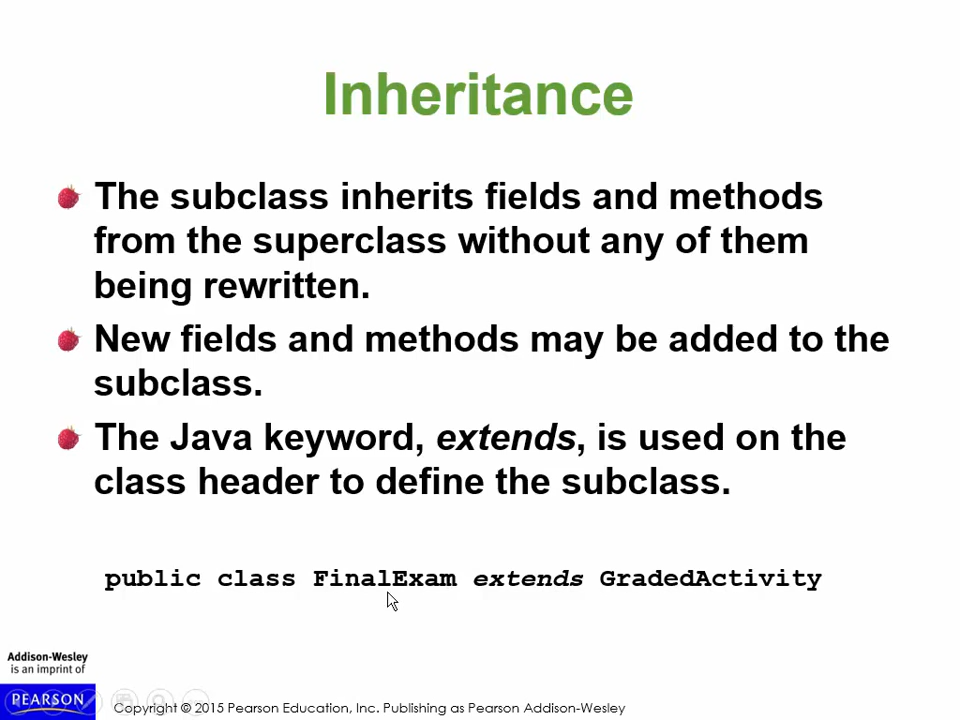 Inheritance
The subclass inherits fields and methods
from the superclass without any of them
being rewritten.
New fields and methods may be added to the
subclass.
The Java keyword, extends, is used on the
class header to define the subclass.
public class FinalExam extends GradedActivity
Addison-Wesley
is an imprint of
PEARSON
Copyright © 2015 Pearson Education, Inc. Publishing as Pearson Addison-Wesley